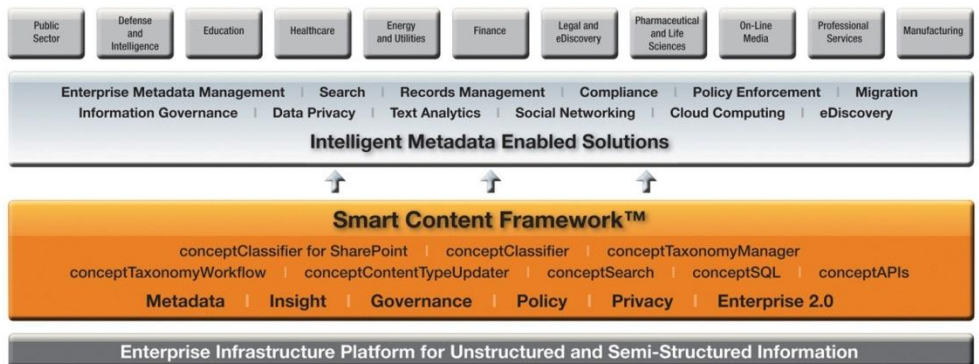 Public Sector
Defense and Intelligence
Education
Healthcare
Energy and Utilities
Finance
Legal and eDiscovery
Pharmaceutical and Life Sciences
On-Line Media
Professional Services
Manufacturing
Enterprise Metadata Management | Search | Records Management | Compliance | Policy Enforcement | Migration
Information Governance | Data Privacy | Text Analytics | Social Networking | Cloud Computing | eDiscovery
Intelligent Metadata Enabled Solutions
Smart Content Framework™
conceptClassifier for SharePoint | conceptClassifier | conceptTaxonomyManager
conceptTaxonomyWorkflow | conceptContentTypeUpdater | conceptSearch | conceptSQL | conceptAPIs
Metadata | Insight | Governance | Policy | Privacy | Enterprise 2.0
Enterprise Infrastructure Platform for Unstructured and Semi-Structured Information